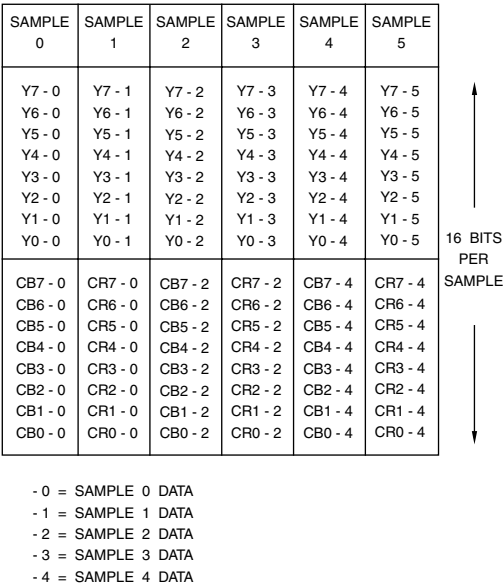 SAMPLE 0 SAMPLE 1 SAMPLE 2 SAMPLE 3 SAMPLE 4 SAMPLE 5
Y7 - 0 Y7 - 1 Y7 - 2 Y7 - 3 Y7 - 4 Y7 - 5
Y6 - 0 Y6 - 1 Y6 - 2 Y6 - 3 Y6 - 4 Y6 - 5
Y5 - 0 Y5 - 1 Y5 - 2 Y5 - 3 Y5 - 4 Y5 - 5
Y4 - 0 Y4 - 1 Y4 - 2 Y4 - 3 Y4 - 4 Y4 - 5
Y3 - 0 Y3 - 1 Y3 - 2 Y3 - 3 Y3 - 4 Y3 - 5
Y2 - 0 Y2 - 1 Y2 - 2 Y2 - 3 Y2 - 4 Y2 - 5
Y1 - 0 Y1 - 1 Y1 - 2 Y1 - 3 Y1 - 4 Y1 - 5
Y0 - 0 Y0 - 1 Y0 - 2 Y0 - 3 Y0 - 4 Y0 - 5
16 BITS
PER
SAMPLE
CB7 - 0 CR7 - 0 CB7 - 2 CR7 - 2 CB7 - 4 CR7 - 4
CB6 - 0 CR6 - 0 CB6 - 2 CR6 - 2 CB6 - 4 CR6 - 4
CB5 - 0 CR5 - 0 CB5 - 2 CR5 - 2 CB5 - 4 CR5 - 4
CB4 - 0 CR4 - 0 CB4 - 2 CR4 - 2 CB4 - 4 CR4 - 4
CB3 - 0 CR3 - 0 CB3 - 2 CR3 - 2 CB3 - 4 CR3 - 4
CB2 - 0 CR2 - 0 CB2 - 2 CR2 - 2 CB2 - 4 CR2 - 4
CB1 - 0 CR1 - 0 CB1 - 2 CR1 - 2 CB1 - 4 CR1 - 4
CB0 - 0 CR0 - 0 CB0 - 2 CR0 - 2 CB0 - 4 CR0 - 4
- 0 = SAMPLE 0 DATA
- 1 = SAMPLE 1 DATA
- 2 = SAMPLE 2 DATA
- 3 = SAMPLE 3 DATA
- 4 = SAMPLE 4 DATA